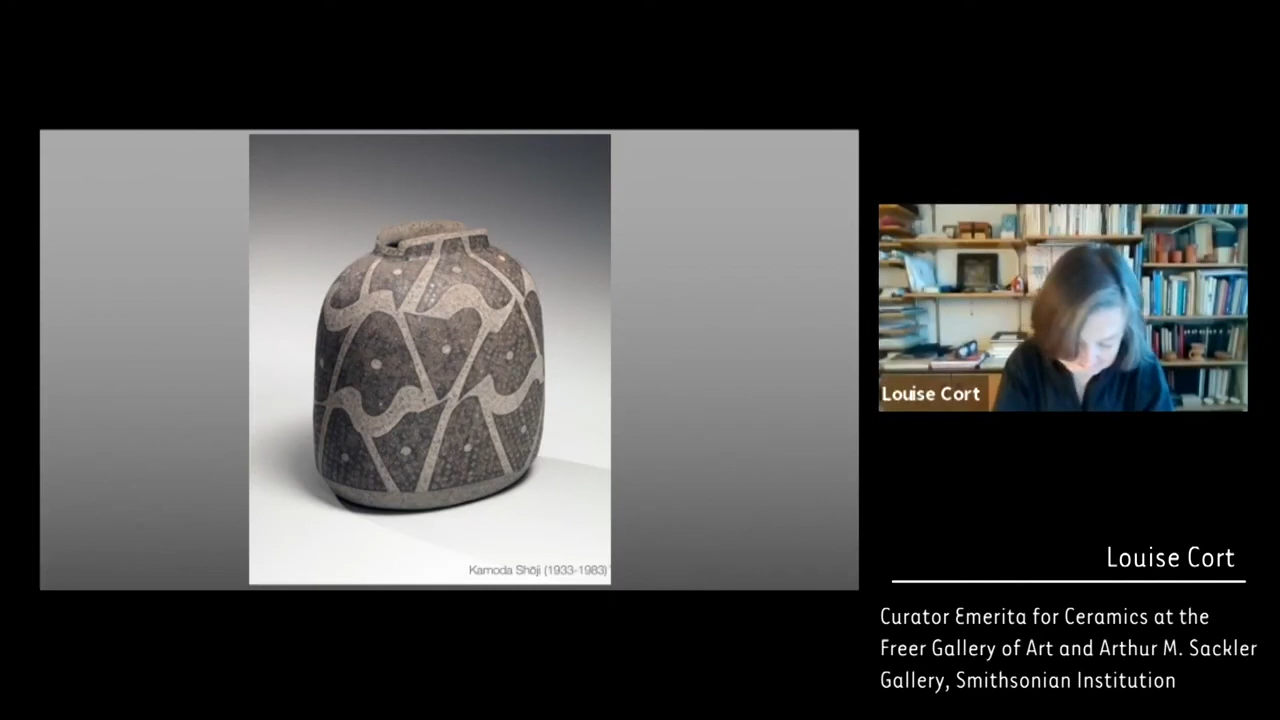 Kamoda Shōji (1933-1983)
Louise Cort
Louise Cort
Curator Emerita for Ceramics at the
Freer Gallery of Art and Arthur M. Sackler
Gallery, Smithsonian Institution